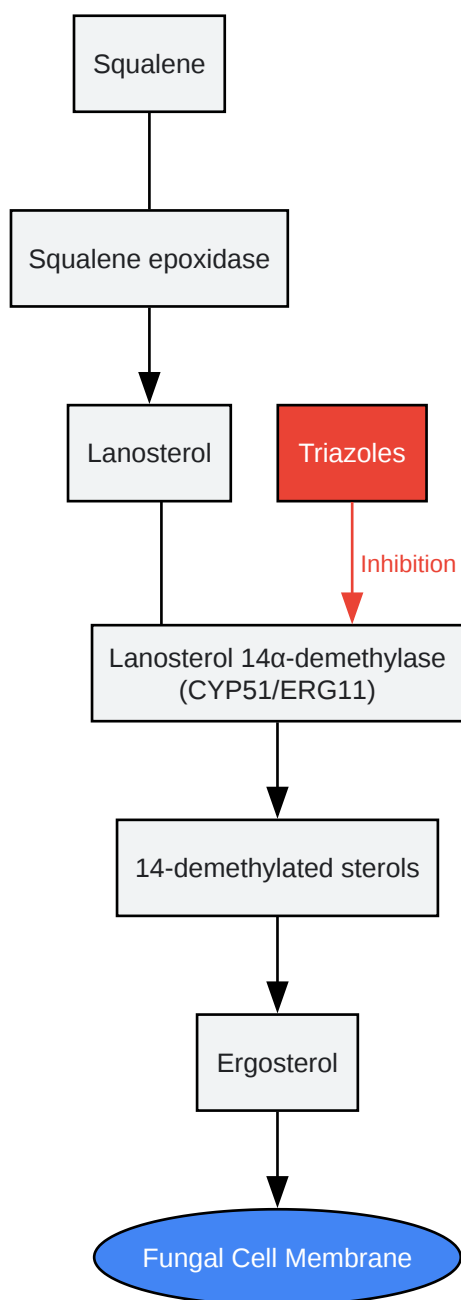 Squalene
Squalene epoxidase
Lanosterol
Triazoles
Inhibition
Lanosterol 14α-demethylase
(CYP51/ERG11)
14-demethylated sterols
Ergosterol
Fungal Cell Membrane